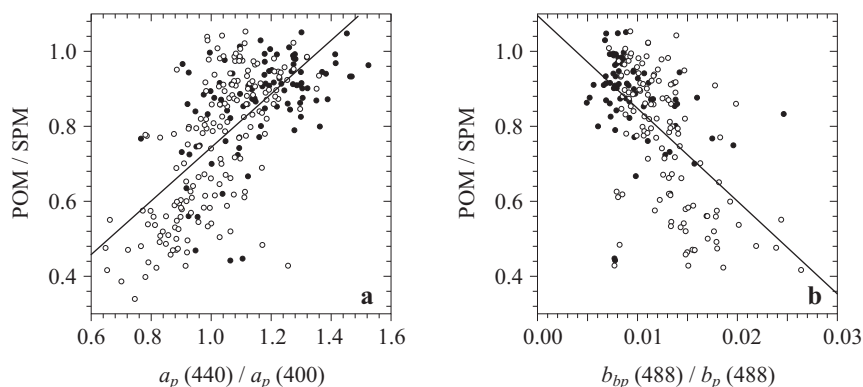 POM / SPM
1.0
0.8
0.6
0.4
0.6 0.8 1.0 1.2 1.4 1.6
a
a_p (440) / a_p (400)
POM / SPM
1.0
0.8
0.6
0.4
0.00 0.01 0.02 0.03
b
b_bp (488) / b_p (488)